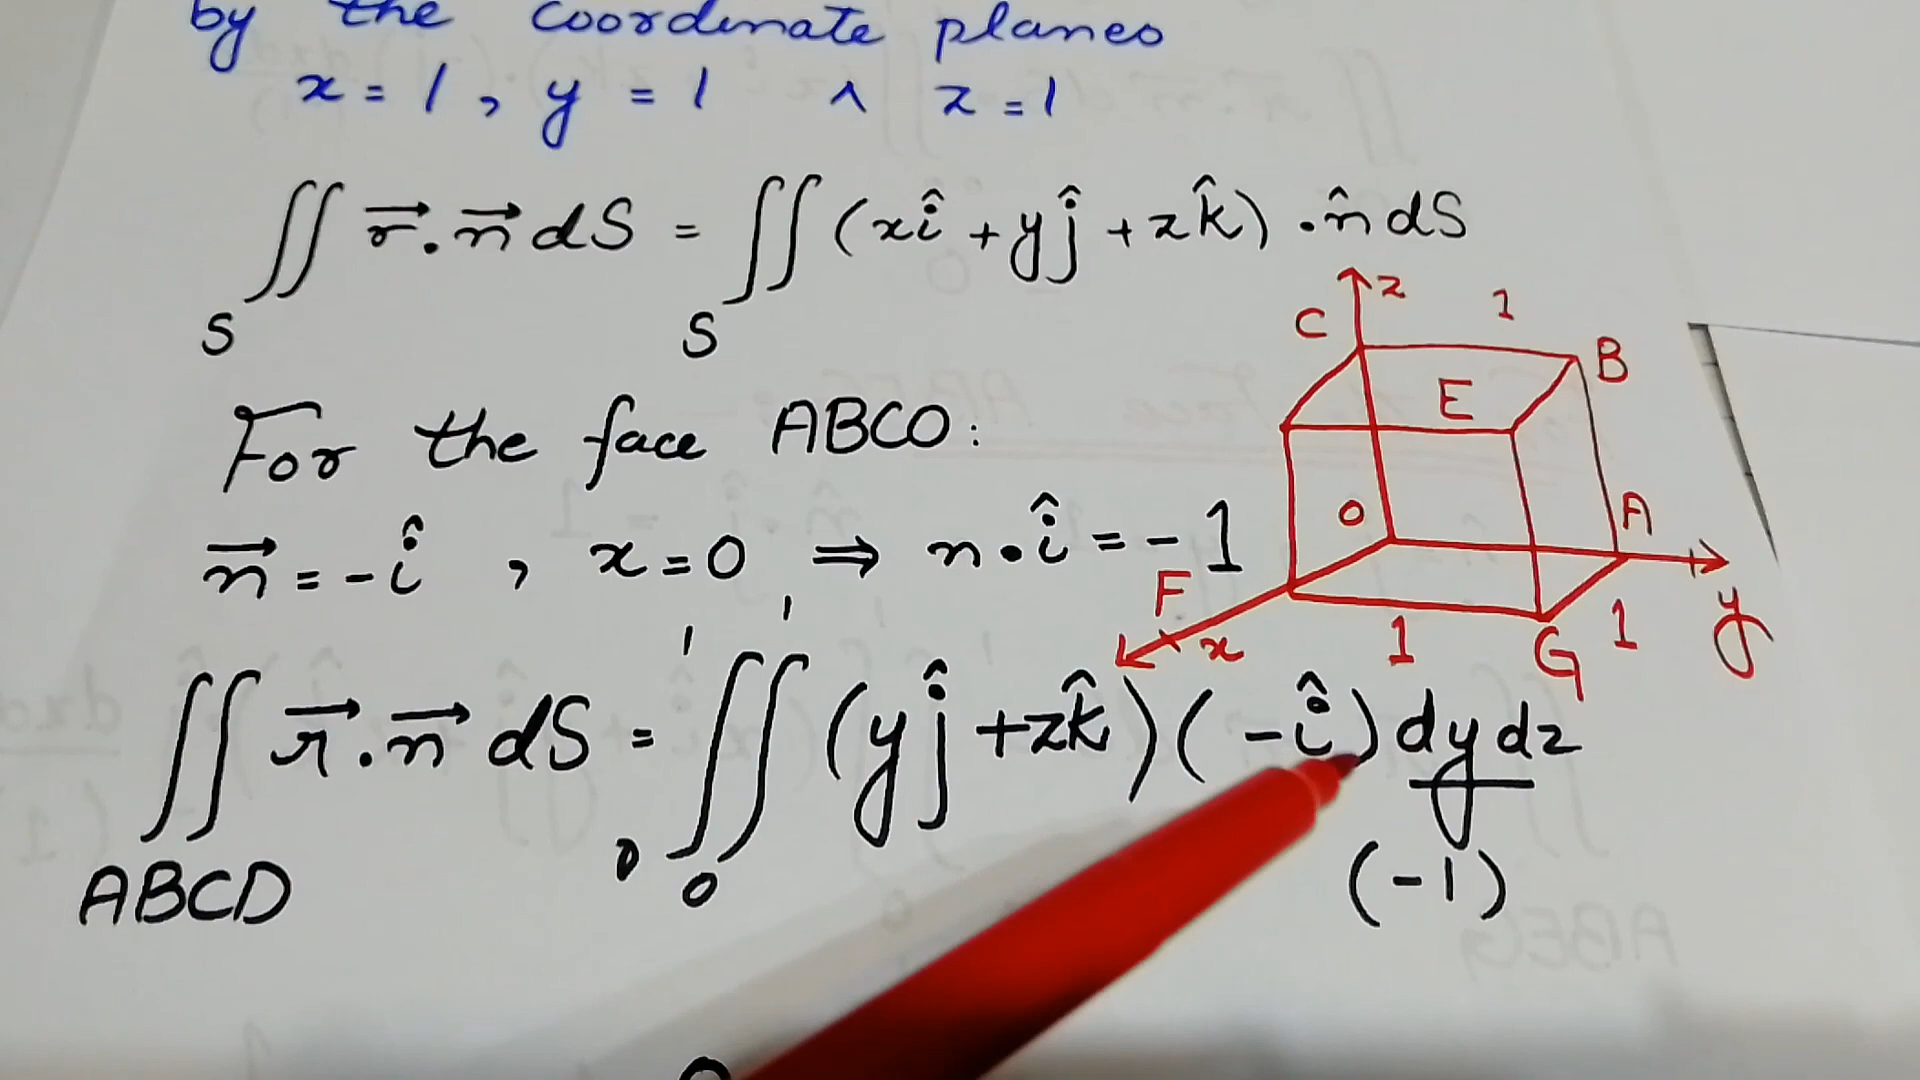 by the coordinate planes
x = 1 , y = 1 ∧ z = 1
∬ r⃗ . n⃗ dS = ∬ (xî + yĵ + zk̂) . n̂ dS
S S
z 1
C B
E
For the face ABCO :
n⃗ = -î , x = 0 ⇒ n . î = -1
O A
F x 1 G 1 y
1 1
∬ r⃗ . n⃗ dS = ∬ (yĵ + zk̂) (-î) dy dz
0 0
ABCD (-1)